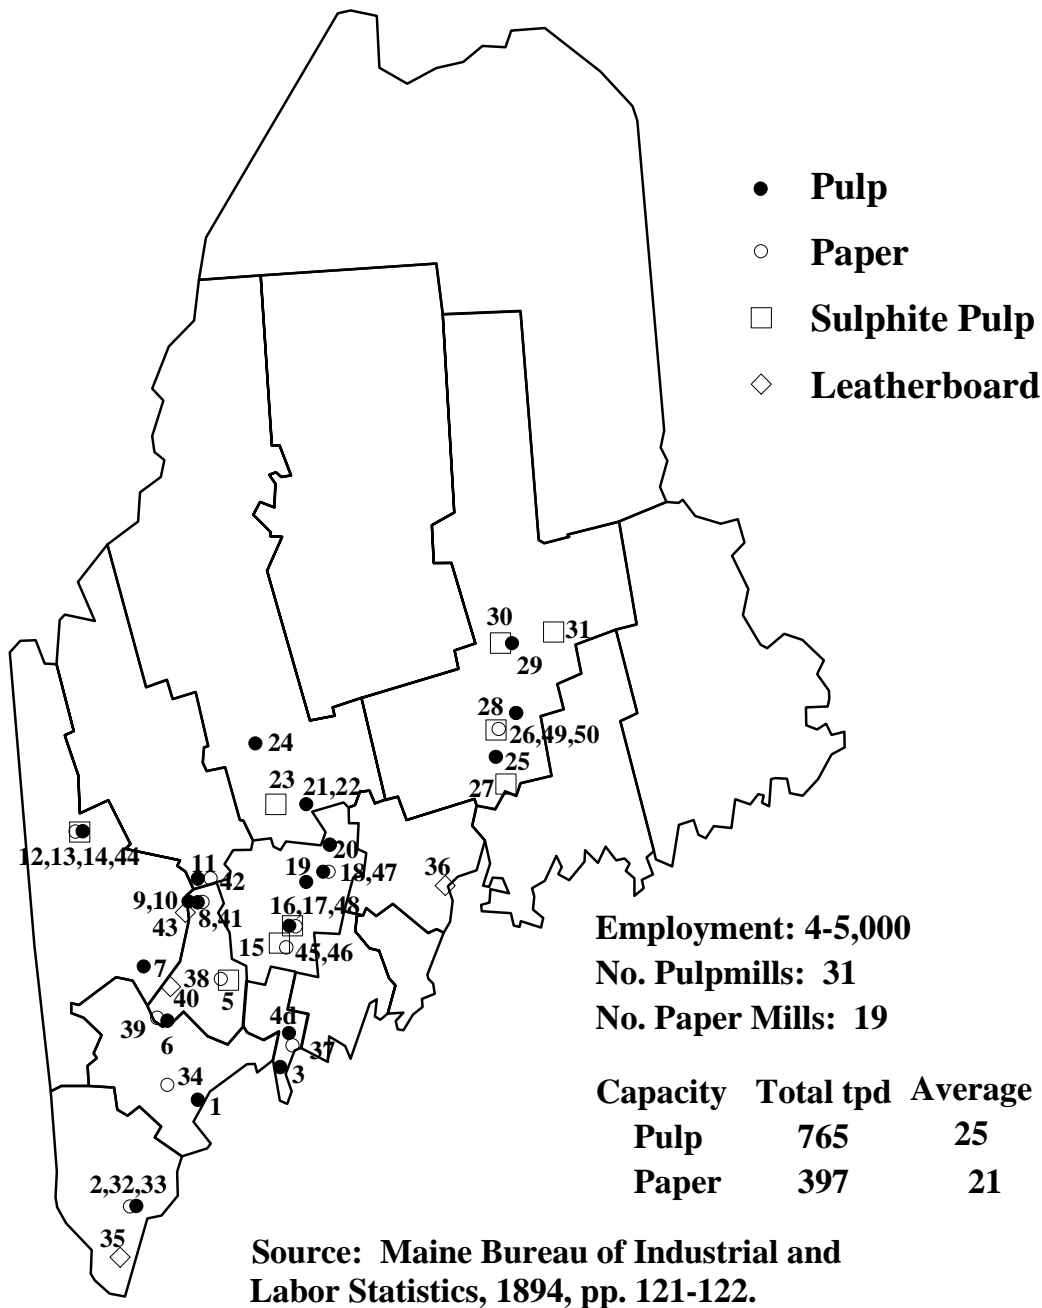 Pulp
Paper
Sulphite Pulp
Leatherboard
30
31
29
28
26,49,50
24
25
23
21,22
27
20
12,13,14,44
11
42
19
18,47
36
9,10
8,41
16,17,48
43
15
45,46
7
38
5
40
39
6
4d
37
3
34
1
2,32,33
35
Employment: 4-5,000
No. Pulpmills: 31
No. Paper Mills: 19
Capacity Total tpd Average
Pulp 765 25
Paper 397 21
Source: Maine Bureau of Industrial and
Labor Statistics, 1894, pp. 121-122.